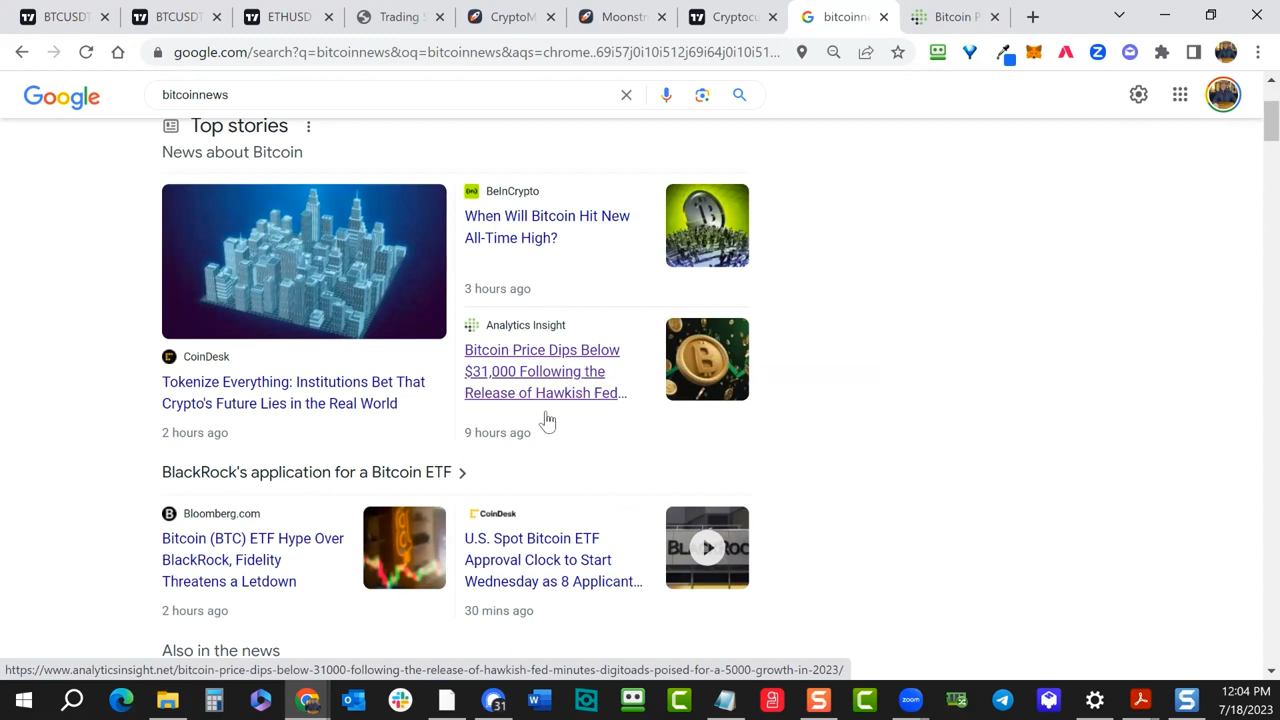 BTCUSDT
BTCUSDT
ETHUSD
Trading S
CryptoM
Moonst
Cryptocu
bitcoinn
Bitcoin P
google.com/search?q=bitcoinnews&oq=bitcoinnews&aqs=chrome..69i57j0i10i512j69i64j0i10i51...
Google
bitcoinnews
Top stories
News about Bitcoin
CoinDesk
Tokenize Everything: Institutions Bet That
Crypto's Future Lies in the Real World
2 hours ago
BeInCrypto
When Will Bitcoin Hit New
All-Time High?
3 hours ago
Analytics Insight
Bitcoin Price Dips Below
$31,000 Following the
Release of Hawkish Fed...
9 hours ago
BlackRock's application for a Bitcoin ETF
Bloomberg.com
Bitcoin (BTC) ETF Hype Over
BlackRock, Fidelity
Threatens a Letdown
2 hours ago
CoinDesk
U.S. Spot Bitcoin ETF
Approval Clock to Start
Wednesday as 8 Applicant...
30 mins ago
Also in the news
https://www.analyticsinsight.net/bitcoin-price-dips-below-31000-following-the-release-of-hawkish-fed-minutes-digitoads-poised-for-a-5000-growth-in-2023/
31
zoom
12:04 PM
7/18/2023